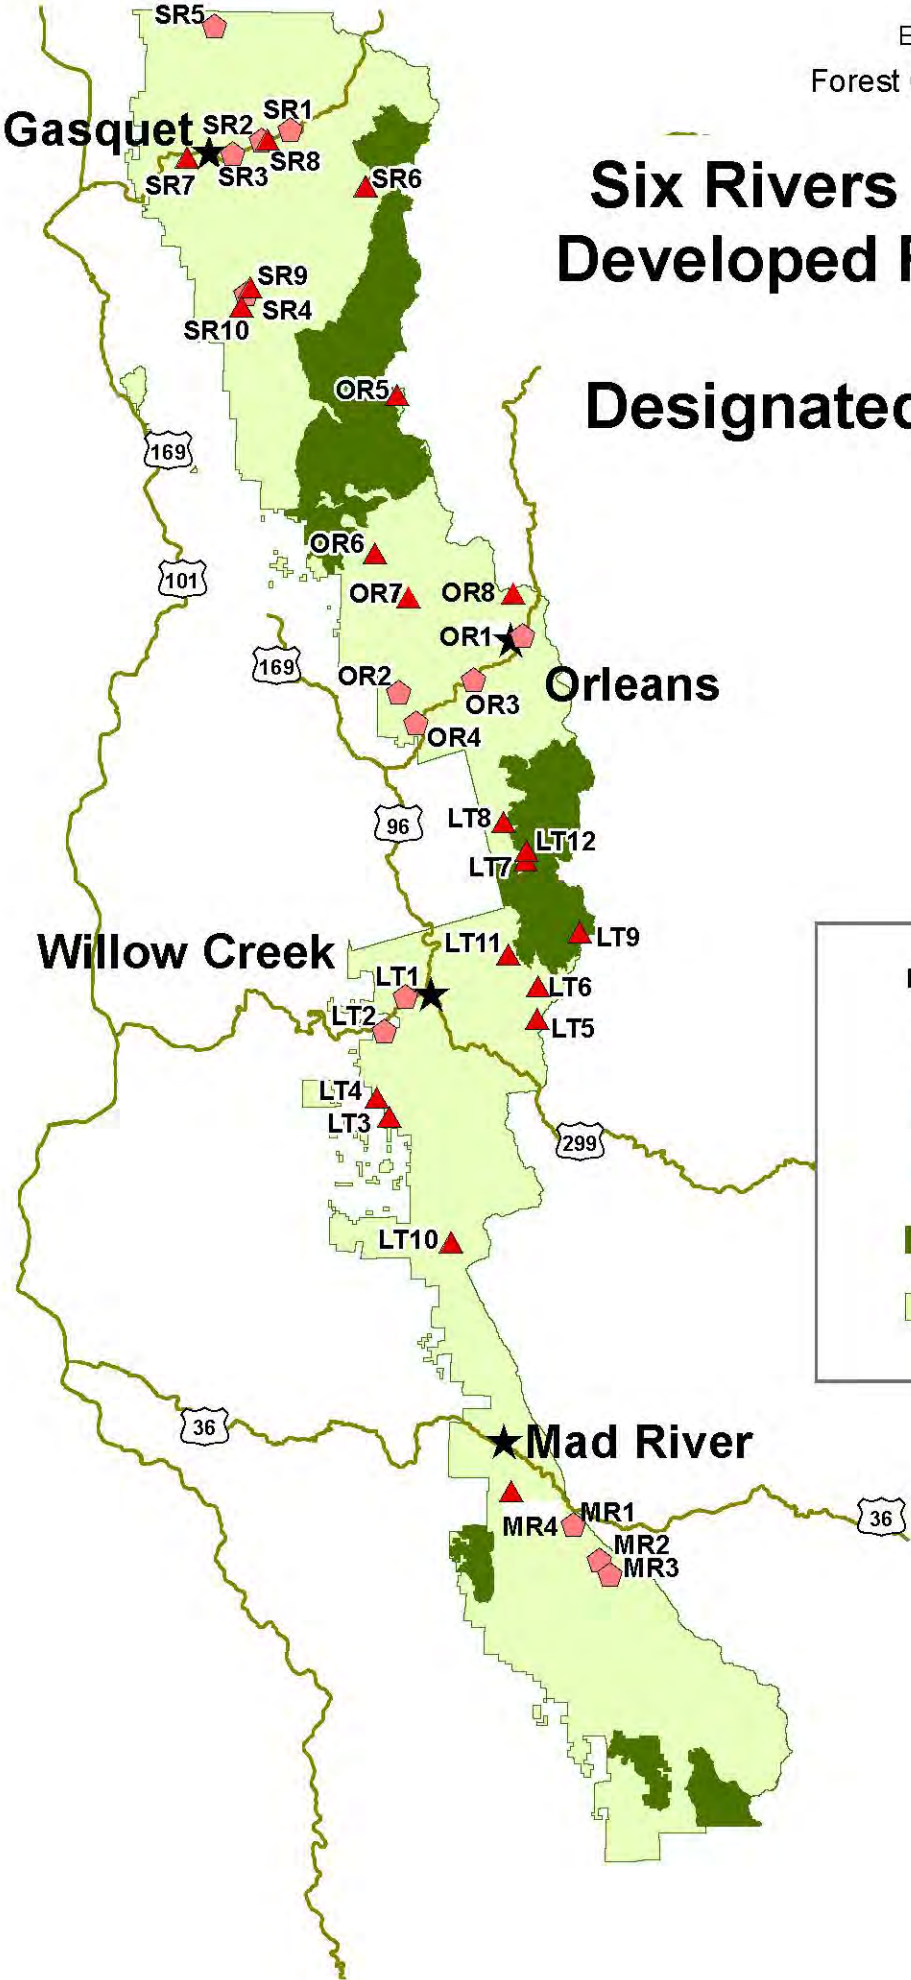 SR5
E
Forest
Gasquet
SR2
SR1
SR7
SR3
SR8
SR6
Six Rivers
Developed
SR9
SR4
SR10
OR5
Designated
169
OR6
101
OR7
OR8
OR1
169
OR2
Orleans
OR3
OR4
96
LT8
LT12
LT7
Willow Creek
LT11
LT9
LT1
LT6
LT2
LT5
LT4
LT3
299
LT10
36
Mad River
MR4
MR1
36
MR2
MR3